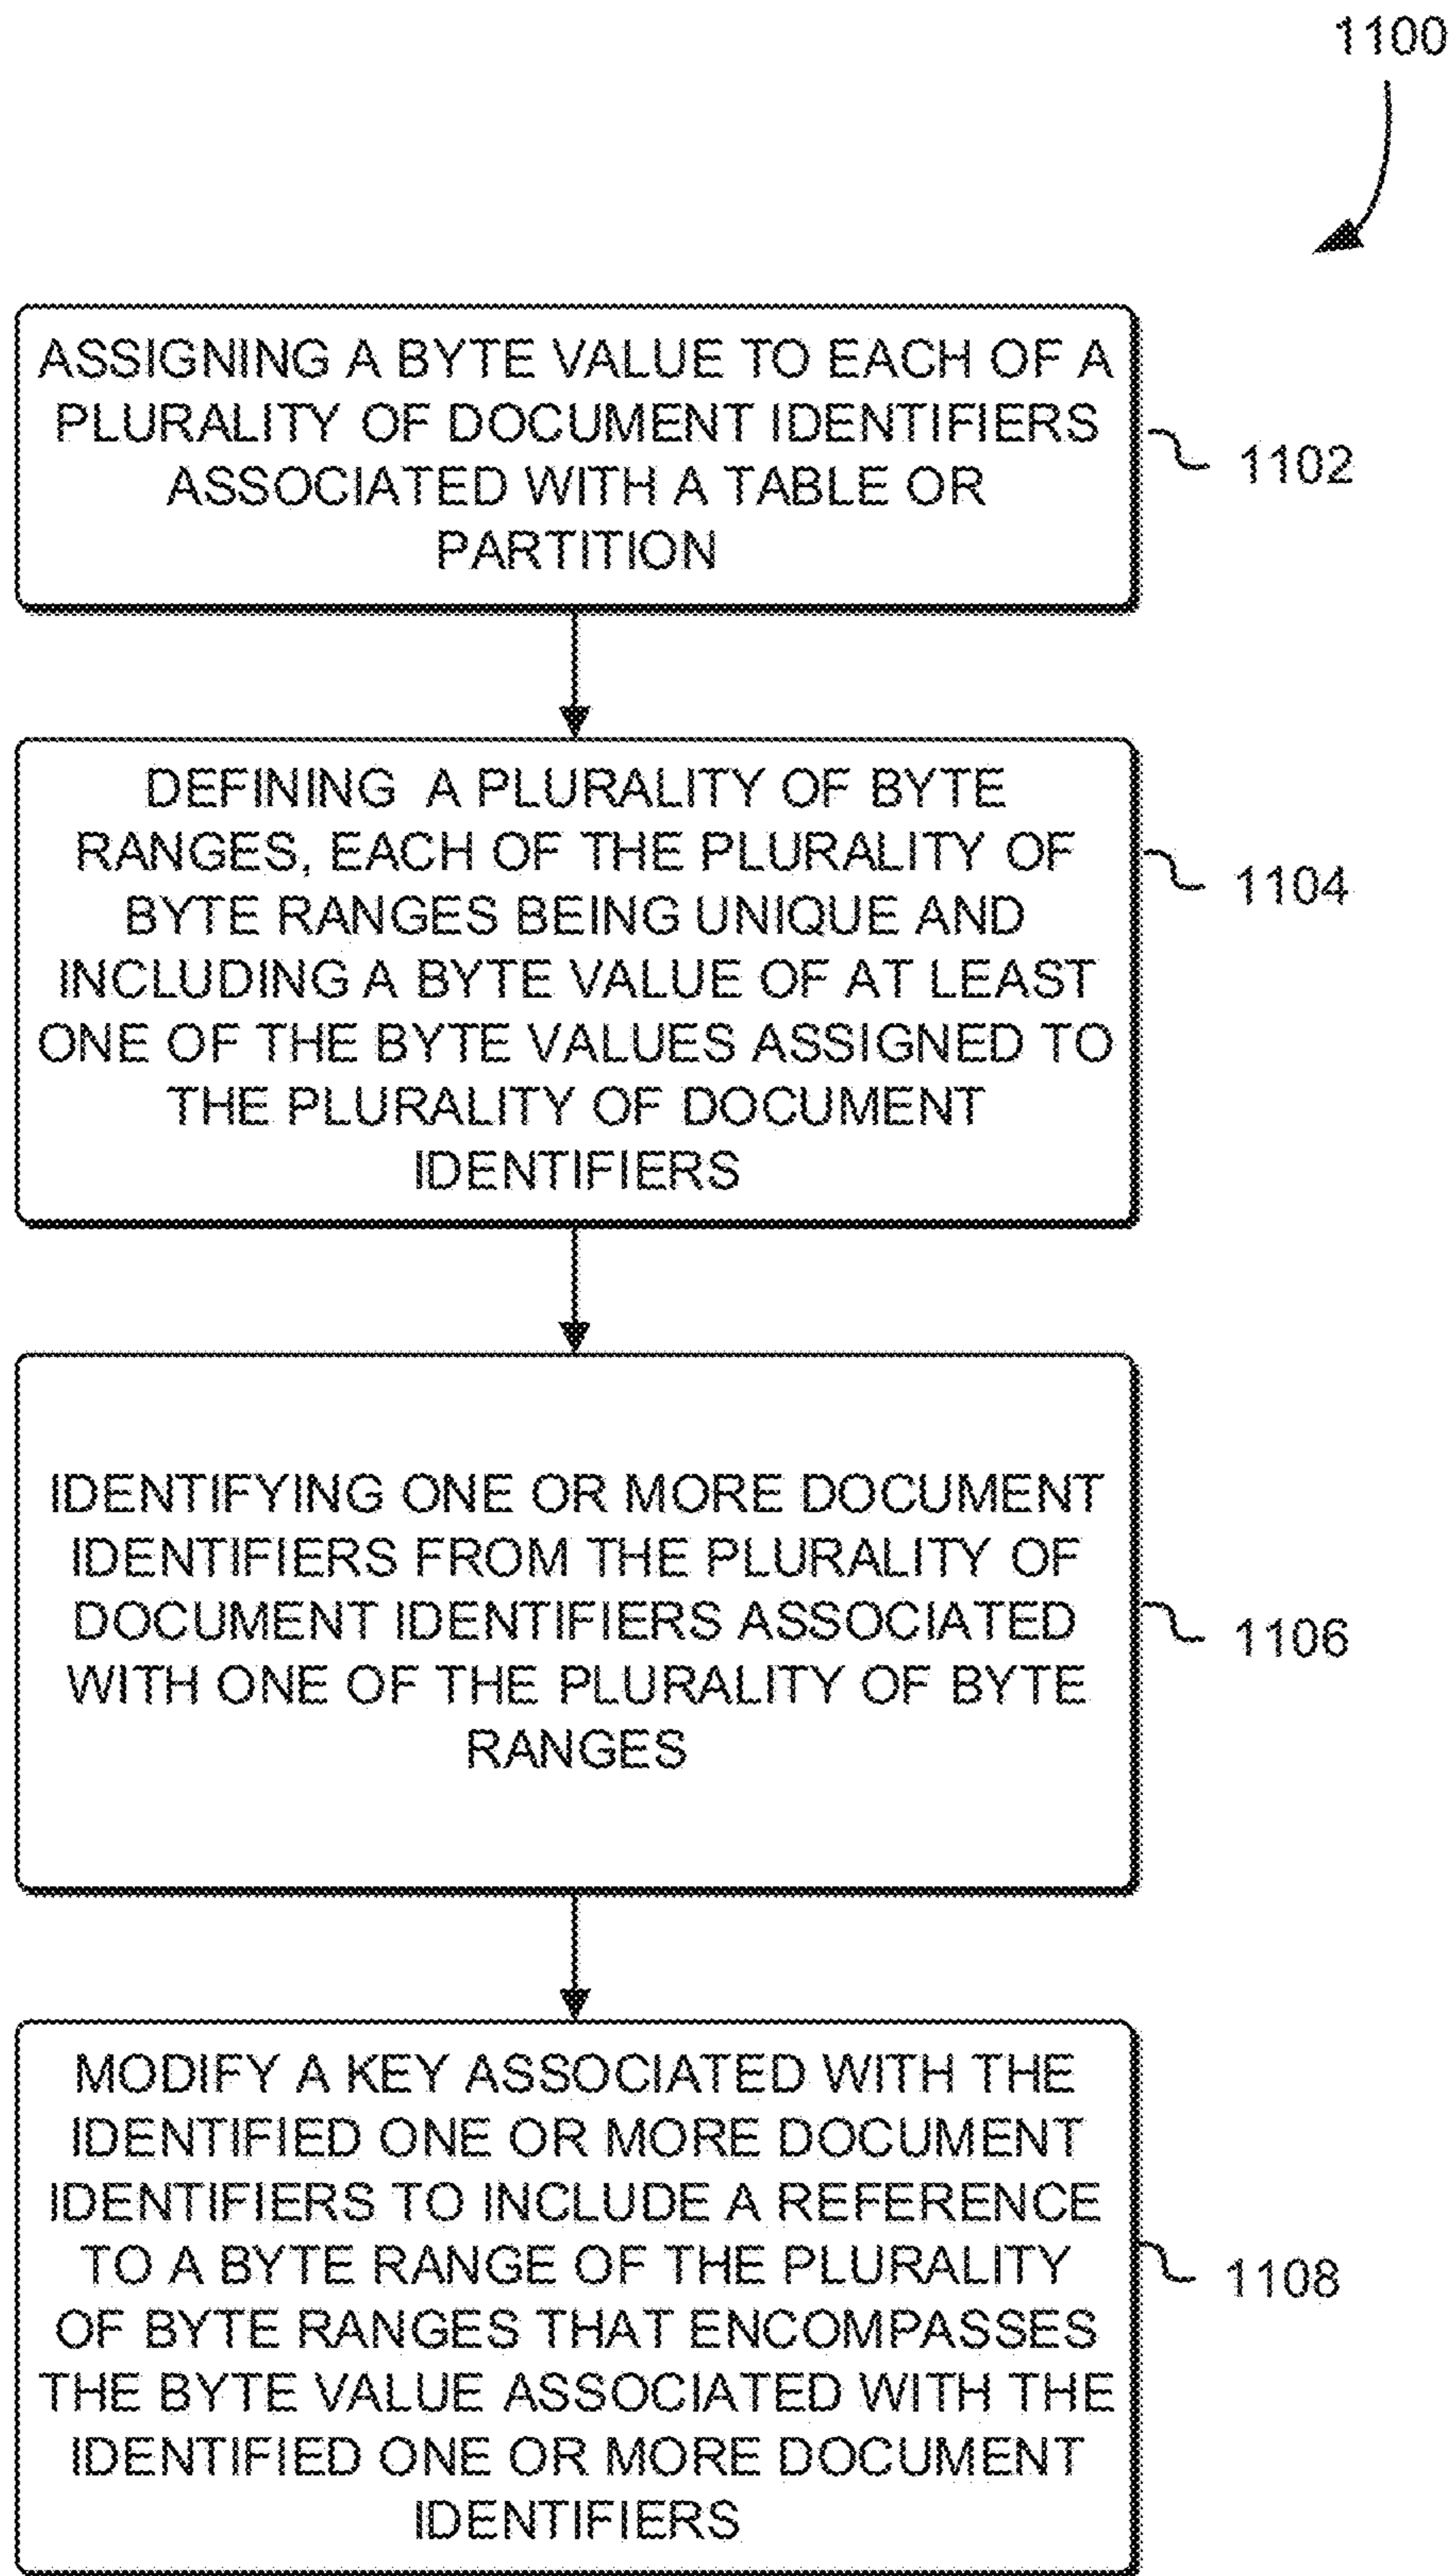 1100
ASSIGNING A BYTE VALUE TO EACH OF A
PLURALITY OF DOCUMENT IDENTIFIERS
ASSOCIATED WITH A TABLE OR
PARTITION
1102
DEFINING A PLURALITY OF BYTE
RANGES, EACH OF THE PLURALITY OF
BYTE RANGES BEING UNIQUE AND
INCLUDING A BYTE VALUE OF AT LEAST
ONE OF THE BYTE VALUES ASSIGNED TO
THE PLURALITY OF DOCUMENT
IDENTIFIERS
1104
IDENTIFYING ONE OR MORE DOCUMENT
IDENTIFIERS FROM THE PLURALITY OF
DOCUMENT IDENTIFIERS ASSOCIATED
WITH ONE OF THE PLURALITY OF BYTE
RANGES
1106
MODIFY A KEY ASSOCIATED WITH THE
IDENTIFIED ONE OR MORE DOCUMENT
IDENTIFIERS TO INCLUDE A REFERENCE
TO A BYTE RANGE OF THE PLURALITY
OF BYTE RANGES THAT ENCOMPASSES
THE BYTE VALUE ASSOCIATED WITH THE
IDENTIFIED ONE OR MORE DOCUMENT
IDENTIFIERS
1108